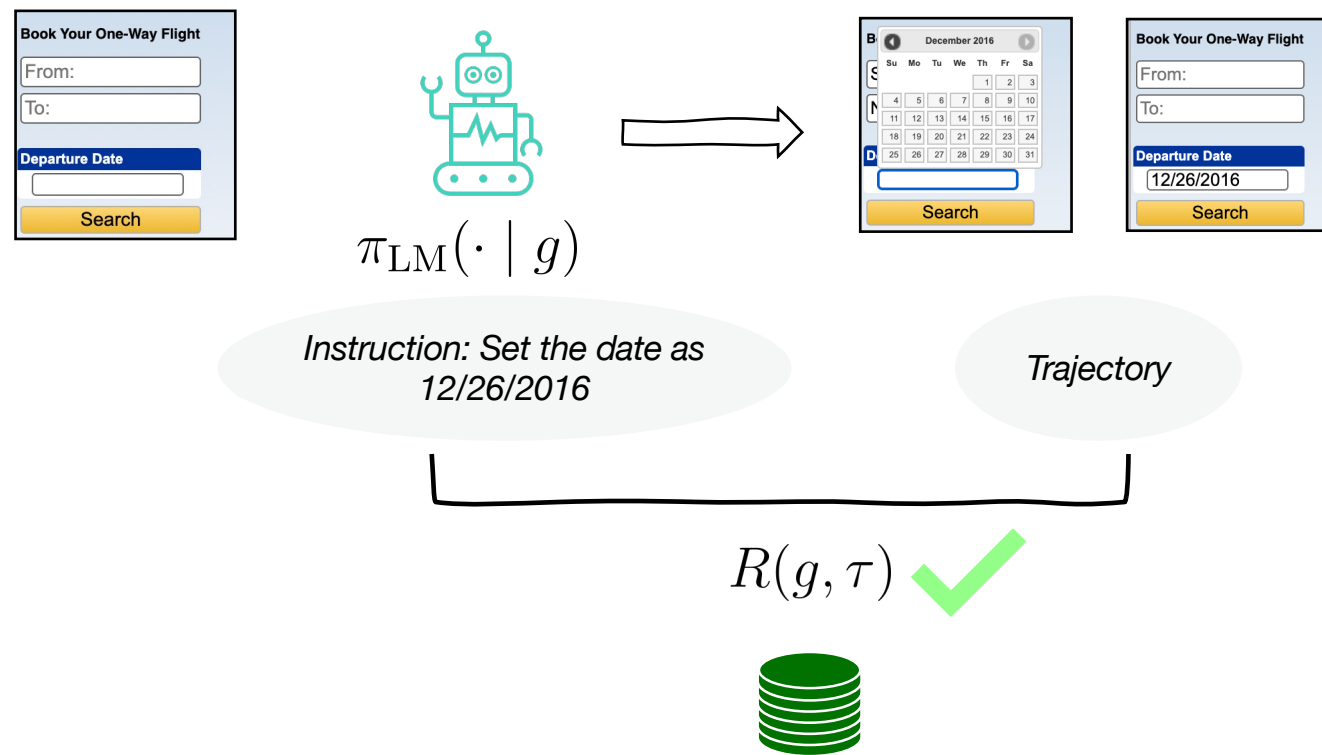 Book Your One-Way Flight
From:
To:
Departure Date
Search
π_LM(· | g)
B
December 2016
Su Mo Tu We Th Fr Sa
1 2 3
4 5 6 7 8 9 10
11 12 13 14 15 16 17
18 19 20 21 22 23 24
25 26 27 28 29 30 31
S
N
D
Search
Book Your One-Way Flight
From:
To:
Departure Date
12/26/2016
Search
Instruction: Set the date as
12/26/2016
Trajectory
R(g, τ)